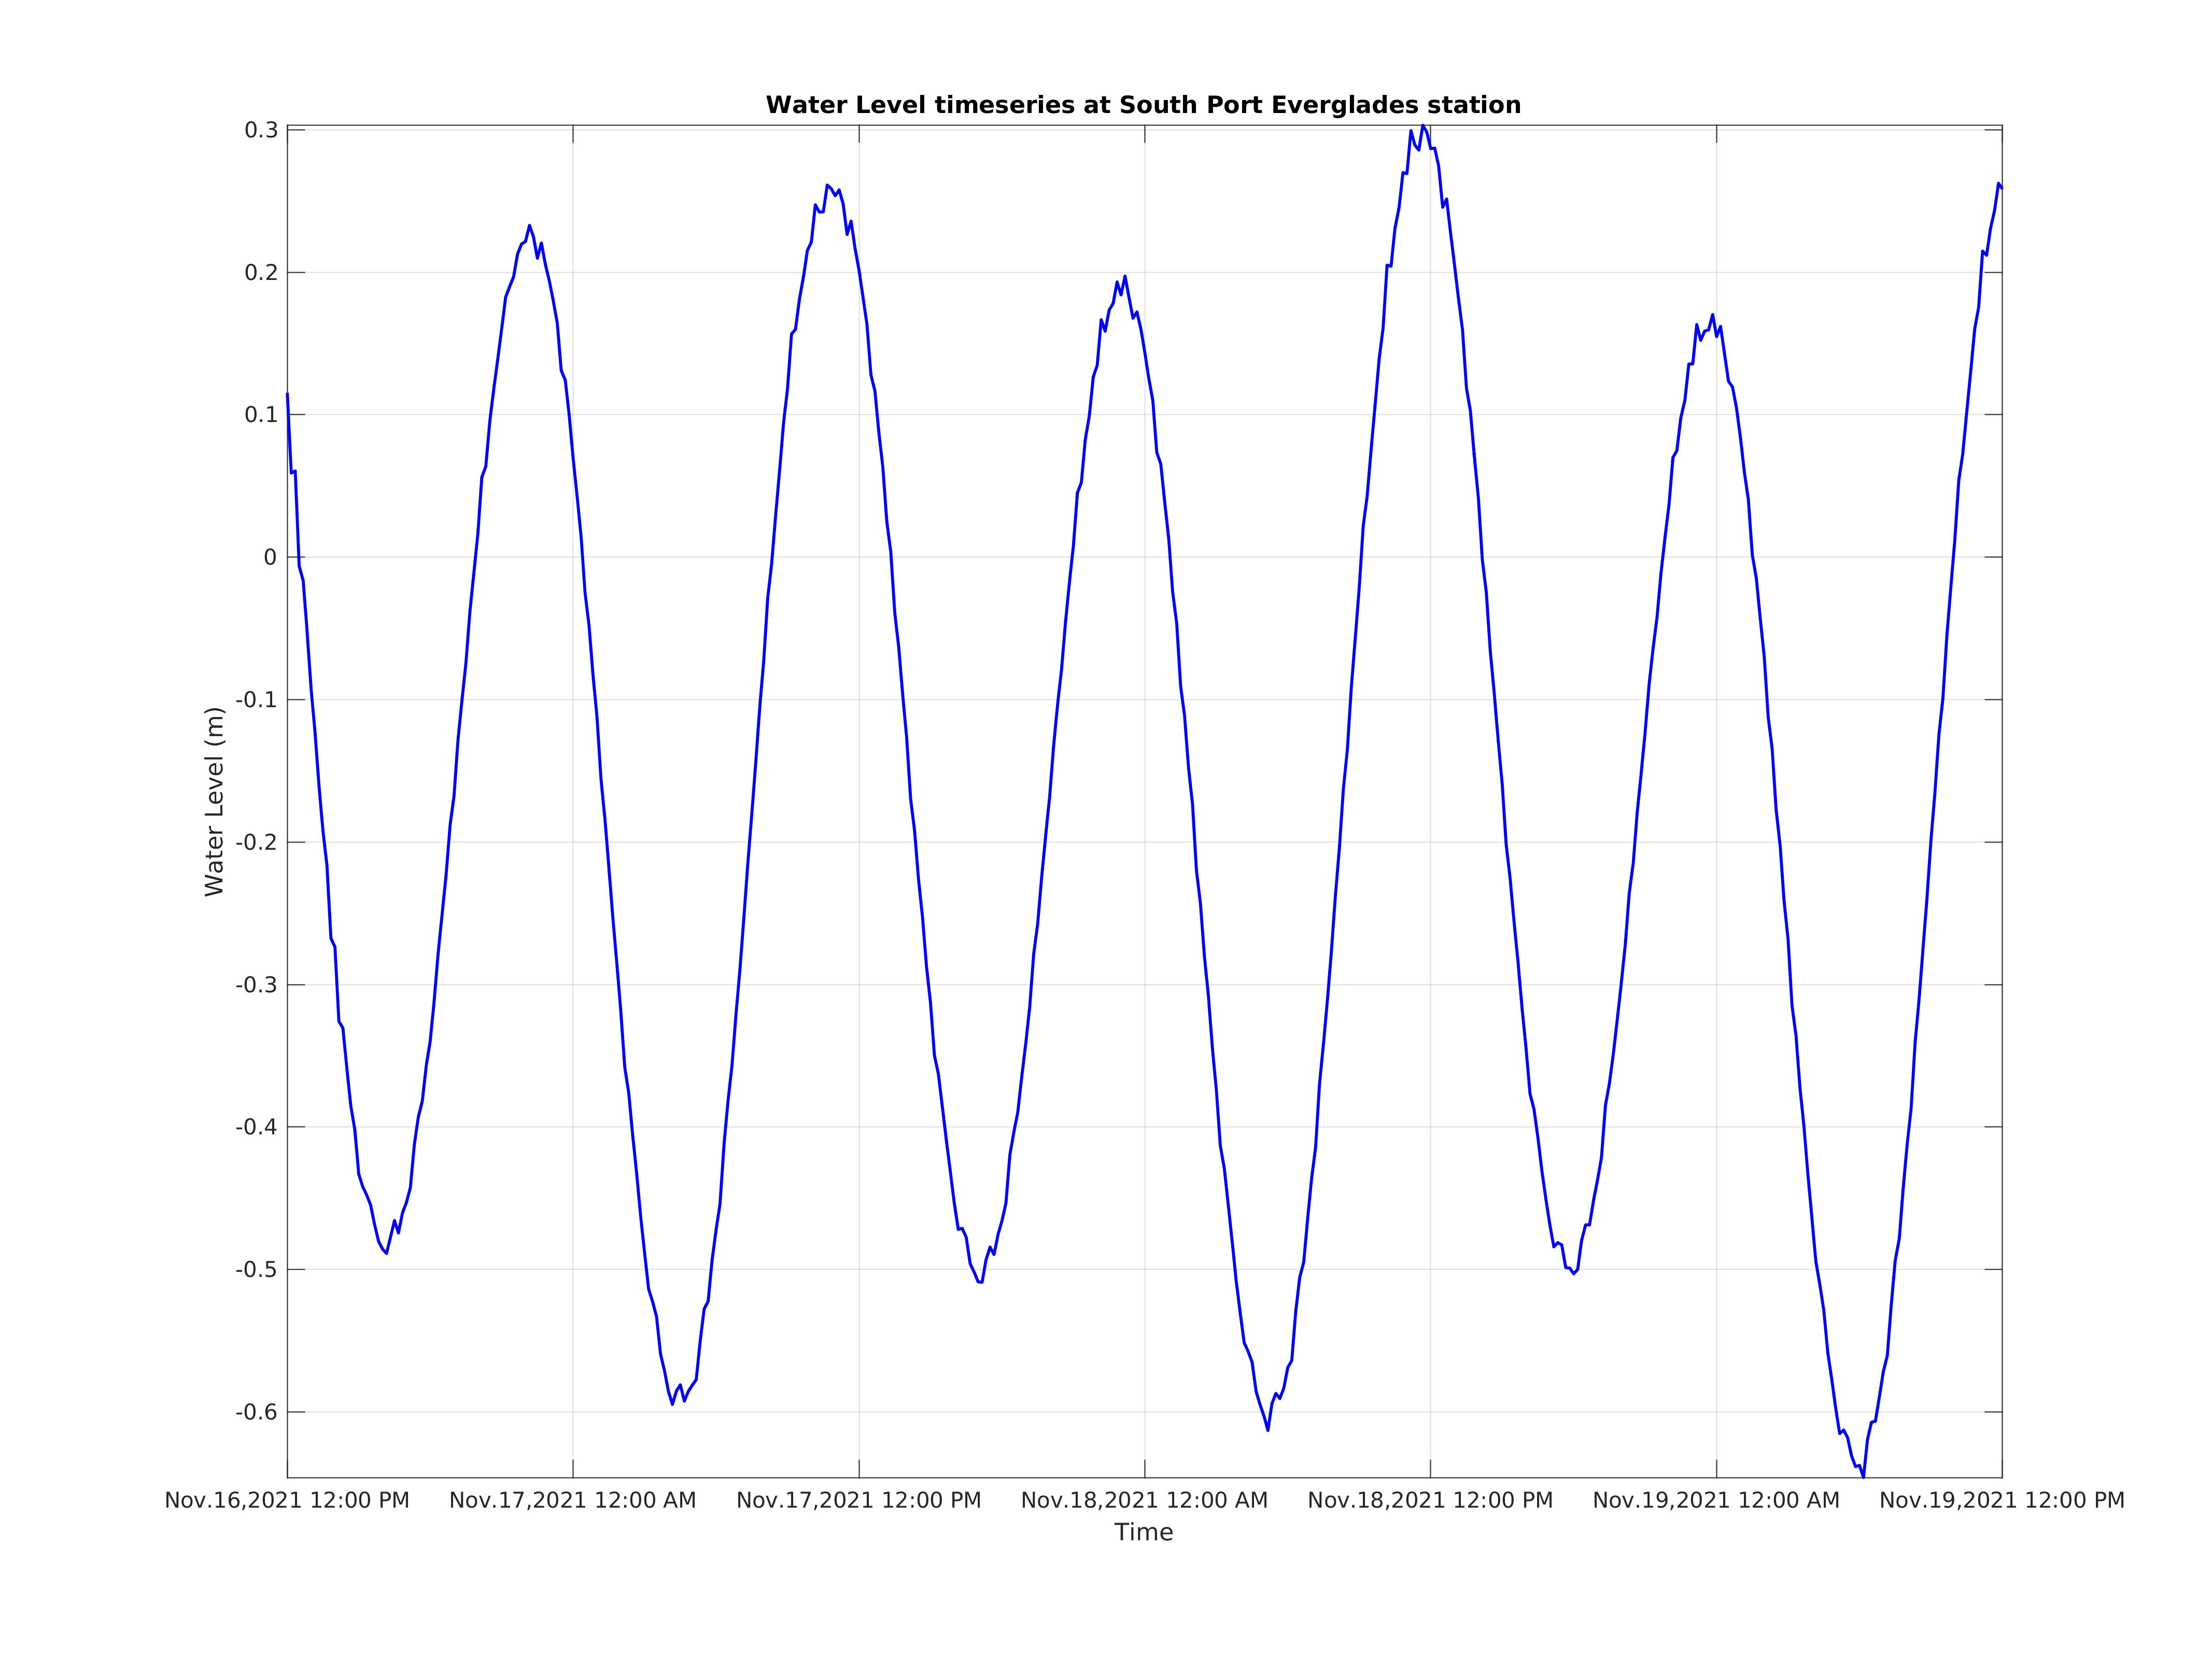 Water Level timeseries at South Port Everglades station
0.3
0.2
0.1
0
-0.1
-0.2
-0.3
-0.4
-0.5
-0.6
Water Level (m)
Nov.16,2021 12:00 PM Nov.17,2021 12:00 AM Nov.17,2021 12:00 PM Nov.18,2021 12:00 AM Nov.18,2021 12:00 PM Nov.19,2021 12:00 AM Nov.19,2021 12:00 PM
Time